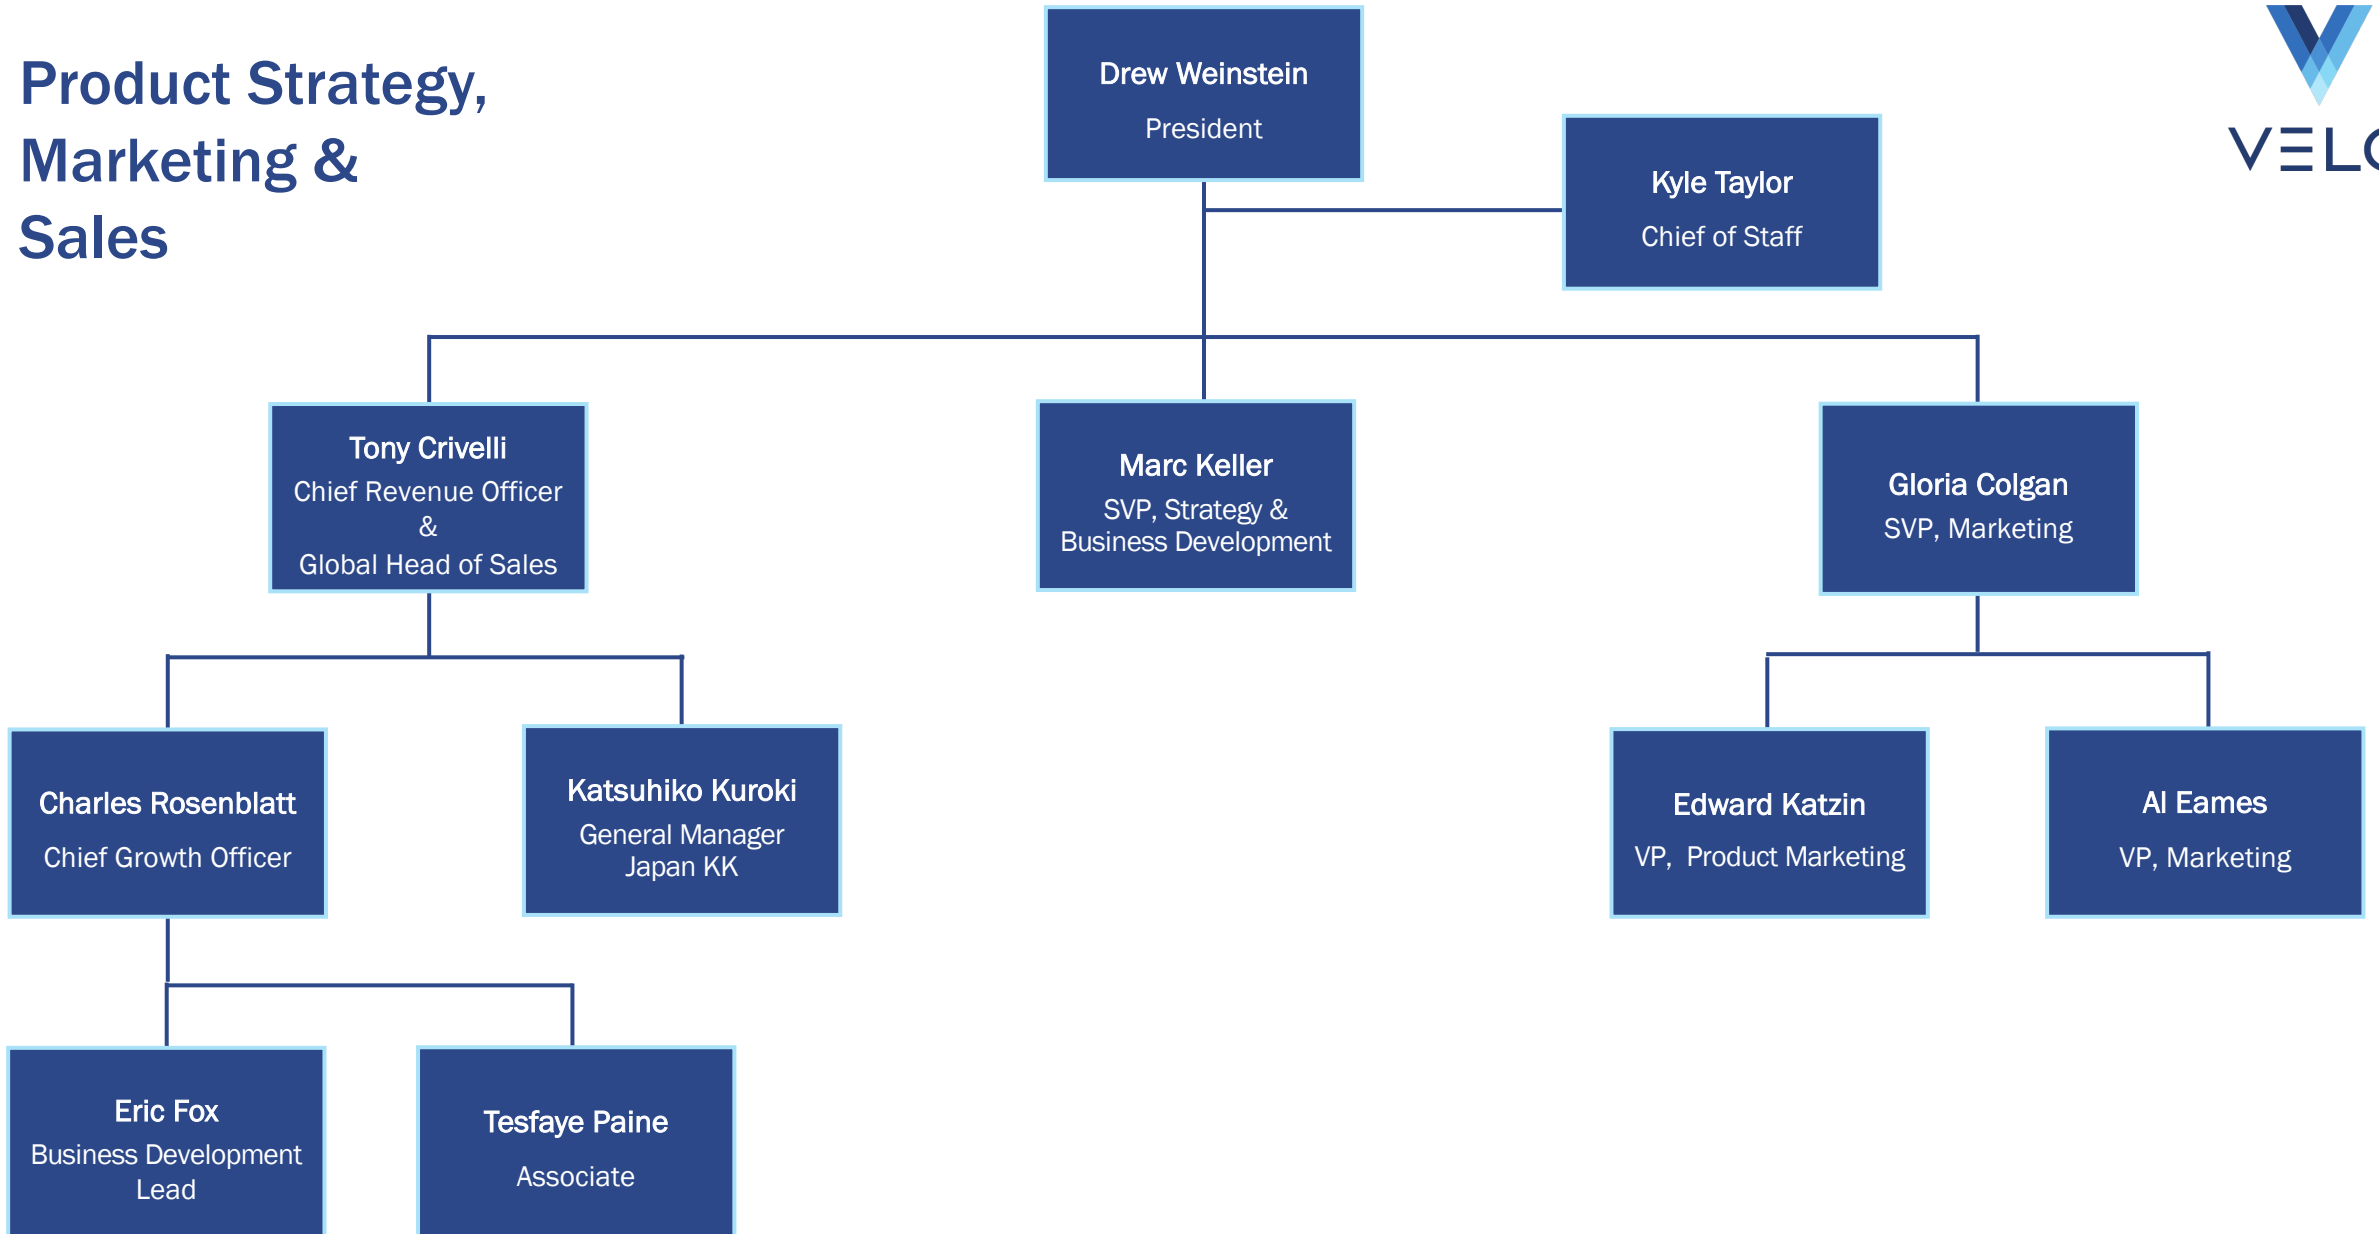 Product Strategy,
Marketing &
Sales
Drew Weinstein
President
Kyle Taylor
Chief of Staff
Tony Crivelli
Chief Revenue Officer
&
Global Head of Sales
Marc Keller
SVP, Strategy &
Business Development
Gloria Colgan
SVP, Marketing
Charles Rosenblatt
Chief Growth Officer
Katsuhiko Kuroki
General Manager
Japan KK
Edward Katzin
VP,  Product Marketing
Al Eames
VP, Marketing
Eric Fox
Business Development
Lead
Tesfaye Paine
Associate